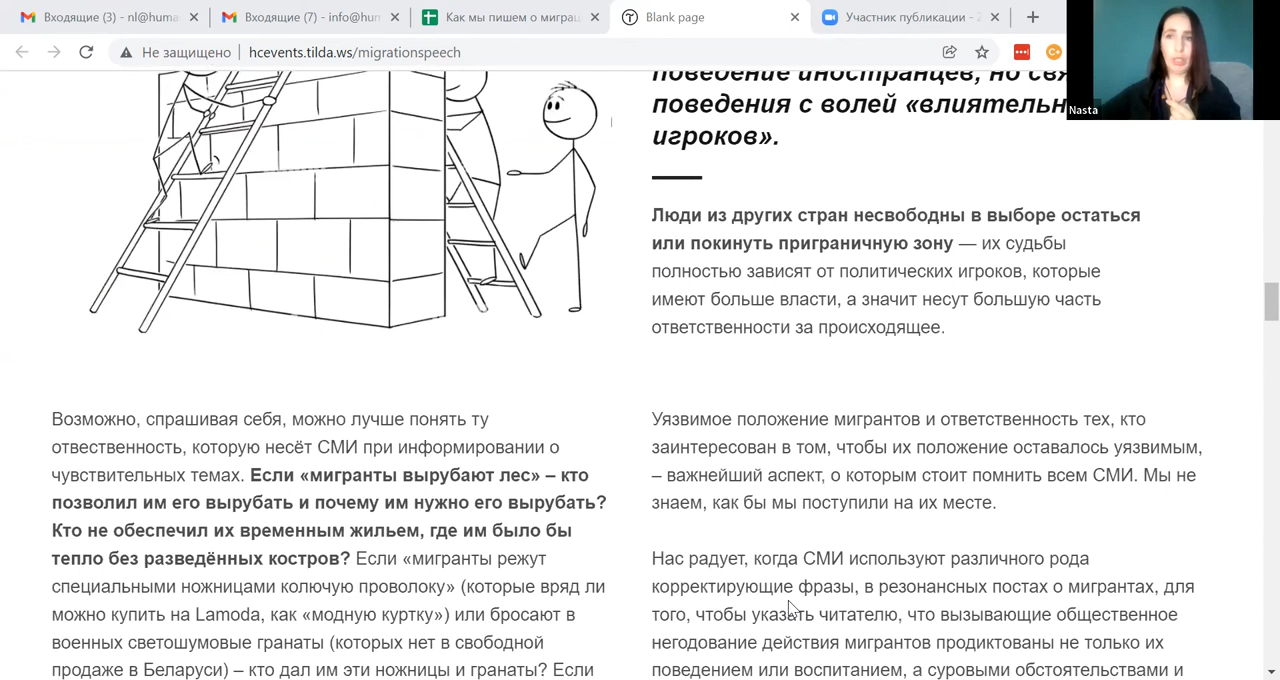 Входящие (3) - nl@huma
Входящие (7) - info@hum
Как мы пишем о миграц
Blank page
Участник публикации - Z
Не защищено
hcevents.tilda.ws/migrationspeech
Nasta
поведение иностранцев, но свя
поведения с волей «влиятельн
игроков».
Люди из других стран несвободны в выборе остаться
или покинуть приграничную зону — их судьбы
полностью зависят от политических игроков, которые
имеют больше власти, а значит несут большую часть
ответственности за происходящее.
Возможно, спрашивая себя, можно лучше понять ту
отвественность, которую несёт СМИ при информировании о
чувствительных темах. Если «мигранты вырубают лес» – кто
позволил им его вырубать и почему им нужно его вырубать?
Кто не обеспечил их временным жильем, где им было бы
тепло без разведённых костров? Если «мигранты режут
специальными ножницами колючую проволоку» (которые вряд ли
можно купить на Lamoda, как «модную куртку») или бросают в
военных светошумовые гранаты (которых нет в свободной
продаже в Беларуси) – кто дал им эти ножницы и гранаты? Если
Уязвимое положение мигрантов и ответственность тех, кто
заинтересован в том, чтобы их положение оставалось уязвимым,
– важнейший аспект, о которым стоит помнить всем СМИ. Мы не
знаем, как бы мы поступили на их месте.
Нас радует, когда СМИ используют различного рода
корректирующие фразы, в резонансных постах о мигрантах, для
того, чтобы указать читателю, что вызывающие общественное
негодование действия мигрантов продиктованы не только их
поведением или воспитанием, а суровыми обстоятельствами и